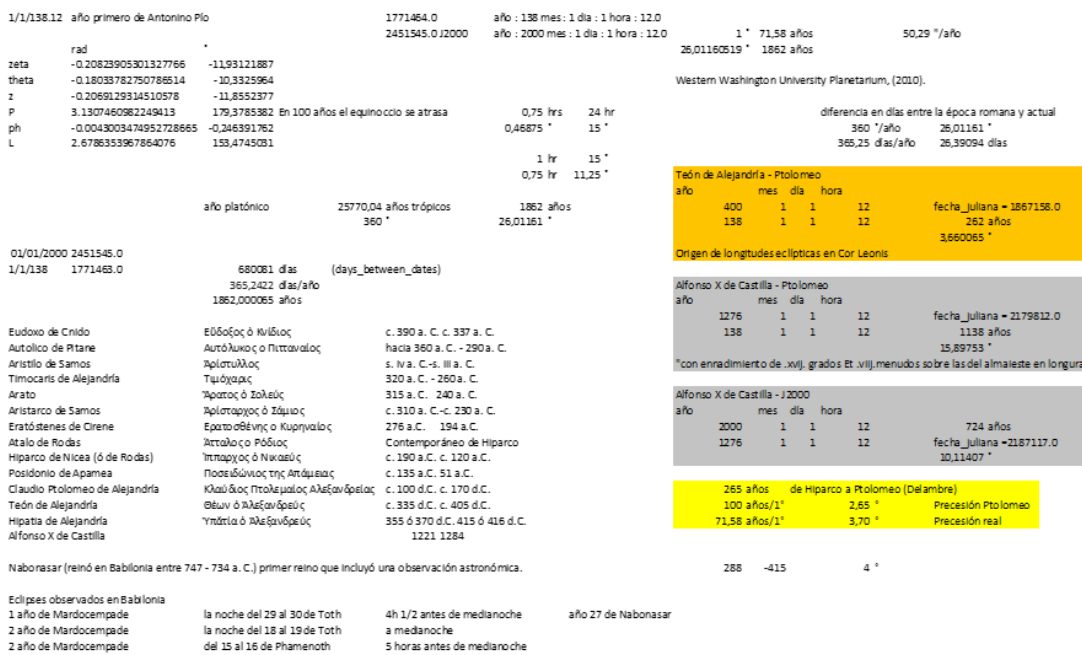 1/1/138.12 año primero de Antonino Pío 1771464.0 año : 138 mes : 1 dia : 1 hora : 12.0
2451545.0 J2000 año : 2000 mes : 1 dia : 1 hora : 12.0 1 ° 71,58 años 50,29 "/año
rad ° 26,01160519 ° 1862 años
zeta -0.20823905301327766 -11,93121887
theta -0.18033782750786514 -10,3325964 Western Washington University Planetarium, (2010).
z -0.2069129314510578 -11,8552377
P 3.1307460982249413 179,3785382 En 100 años el equinoccio se atrasa 0,75 hrs 24 hr diferencia en días entre la época romana y actual
ph -0.0043003474952728665 -0,246391762 0,46875 ° 15 ° 360 °/año 26,01161 °
L 2.6786353967864076 153,4745031 365,25 días/año 26,39094 días
1 hr 15 °
0,75 hr 11,25 ° Teón de Alejandría - Ptolomeo
año mes día hora
año platónico 25770,04 años trópicos 1862 años 400 1 1 12 fecha_juliana = 1867158.0
360 ° 26,01161 ° 138 1 1 12 262 años
3,660065 °
01/01/2000 2451545.0 Origen de longitudes eclípticas en Cor Leonis
1/1/138 1771463.0 680081 días (days_between_dates)
365,2422 días/año Alfonso X de Castilla - Ptolomeo
1862,000065 años año mes día hora
1276 1 1 12 fecha_juliana = 2179812.0
Eudoxo de Cnido Εὔδοξος ὁ Κνίδιος c. 390 a. C. c. 337 a. C. 138 1 1 12 1138 años
Autolico de Pitane Αὐτόλυκος ο Πιτταναίος hacia 360 a. C. - 290 a. C. 15,89753 °
Aristilo de Samos Ἀρίστυλλος s. IV a. C.-s. III a. C. "con ennadimiento de .xvij. grados Et .viij.menudos sobre las del almaieste en longura
Timocaris de Alejandría Τιμόχαρις 320 a. C. - 260 a. C.
Arato Ἄρατος ὁ Σολεύς 315 a. C. 240 a. C. Alfonso X de Castilla - J2000
Aristarco de Samos Ἀρίσταρχος ὁ Σάμιος c. 310 a. C.-c. 230 a. C. año mes día hora
Eratóstenes de Cirene Ερατοσθένης ο Κυρηναίος 276 a.C. 194 a.C. 2000 1 1 12 724 años
Atalo de Rodas Ἄτταλος ο Ρόδιος Contemporáneo de Hiparco 1276 1 1 12 fecha_juliana =2187117.0
Hiparco de Nicea (ó de Rodas) Ἵππαρχος ὁ Νικαεύς c. 190 a.C. c. 120 a.C. 10,11407 °
Posidonio de Apamea Ποσειδώνιος της Απάμειας c. 135 a.C. 51 a.C.
Claudio Ptolomeo de Alejandría Κλαύδιος Πτολεμαίος Αλεξανδρείας c. 100 d.C. c. 170 d.C. 265 años de Hiparco a Ptolomeo (Delambre)
Teón de Alejandría Θέων ὁ Ἀλεξανδρεύς c. 335 d.C. c. 405 d.C. 100 años/1° 2,65 ° Precesión Ptolomeo
Hipatia de Alejandría Ὑπατία ὁ Ἀλεξανδρεύς 355 ó 370 d.C. 415 ó 416 d.C. 71,58 años/1° 3,70 ° Precesión real
Alfonso X de Castilla 1221 1284
Nabonasar (reinó en Babilonia entre 747 - 734 a. C.) primer reino que incluyó una observación astronómica. 288 -415 4 °
Eclipses observados en Babilonia
1 año de Mardocempade la noche del 29 al 30 de Toth 4h 1/2 antes de medianoche año 27 de Nabonasar
2 año de Mardocempade la noche del 18 al 19 de Toth a medianoche
2 año de Mardocempade del 15 al 16 de Phamenoth 5 horas antes de medianoche